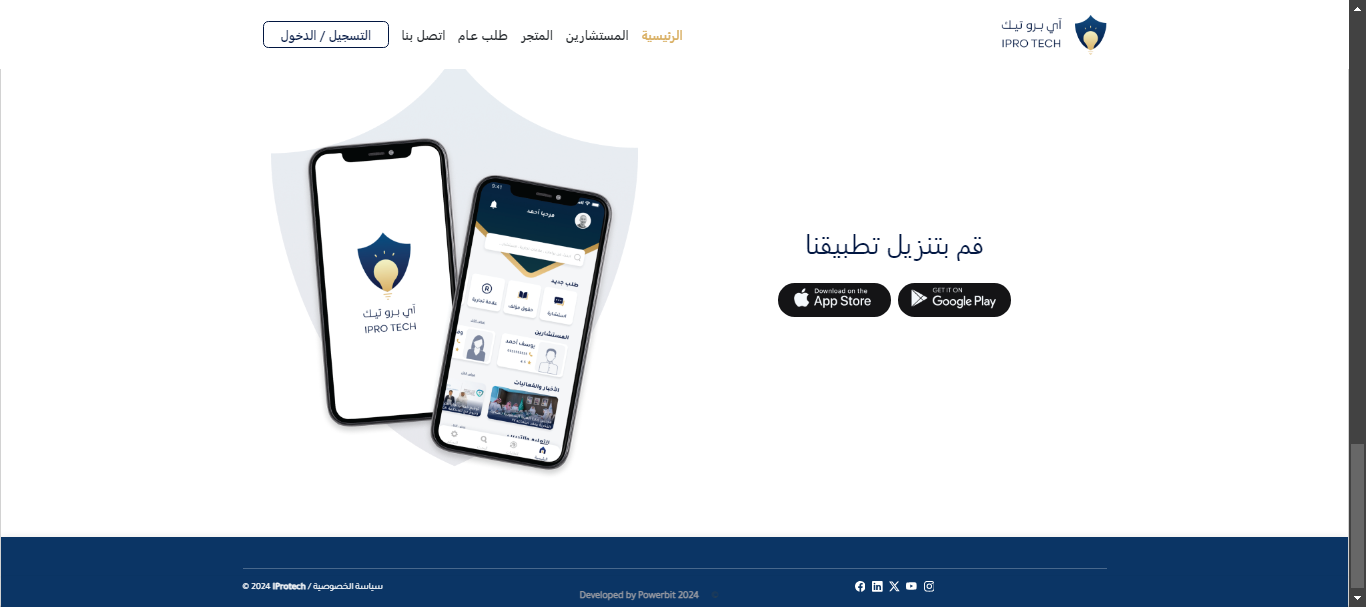 آي برو تيك
IPRO TECH
الرئيسية
المستشارين
المتجر
طلب عام
اتصل بنا
التسجيل / الدخول
آي برو تيك
IPRO TECH
9:41
مرحبا أحمد
طلب جديد
استشارة
حقوق مؤلف
علامة تجارية
المستشارين
يوسف أحمد
الأخبار والفعاليات
قم بتنزيل تطبيقنا
Download on the
App Store
GET IT ON
Google Play
© 2024 IProtech / سياسة الخصوصية
Developed by Powerbit 2024